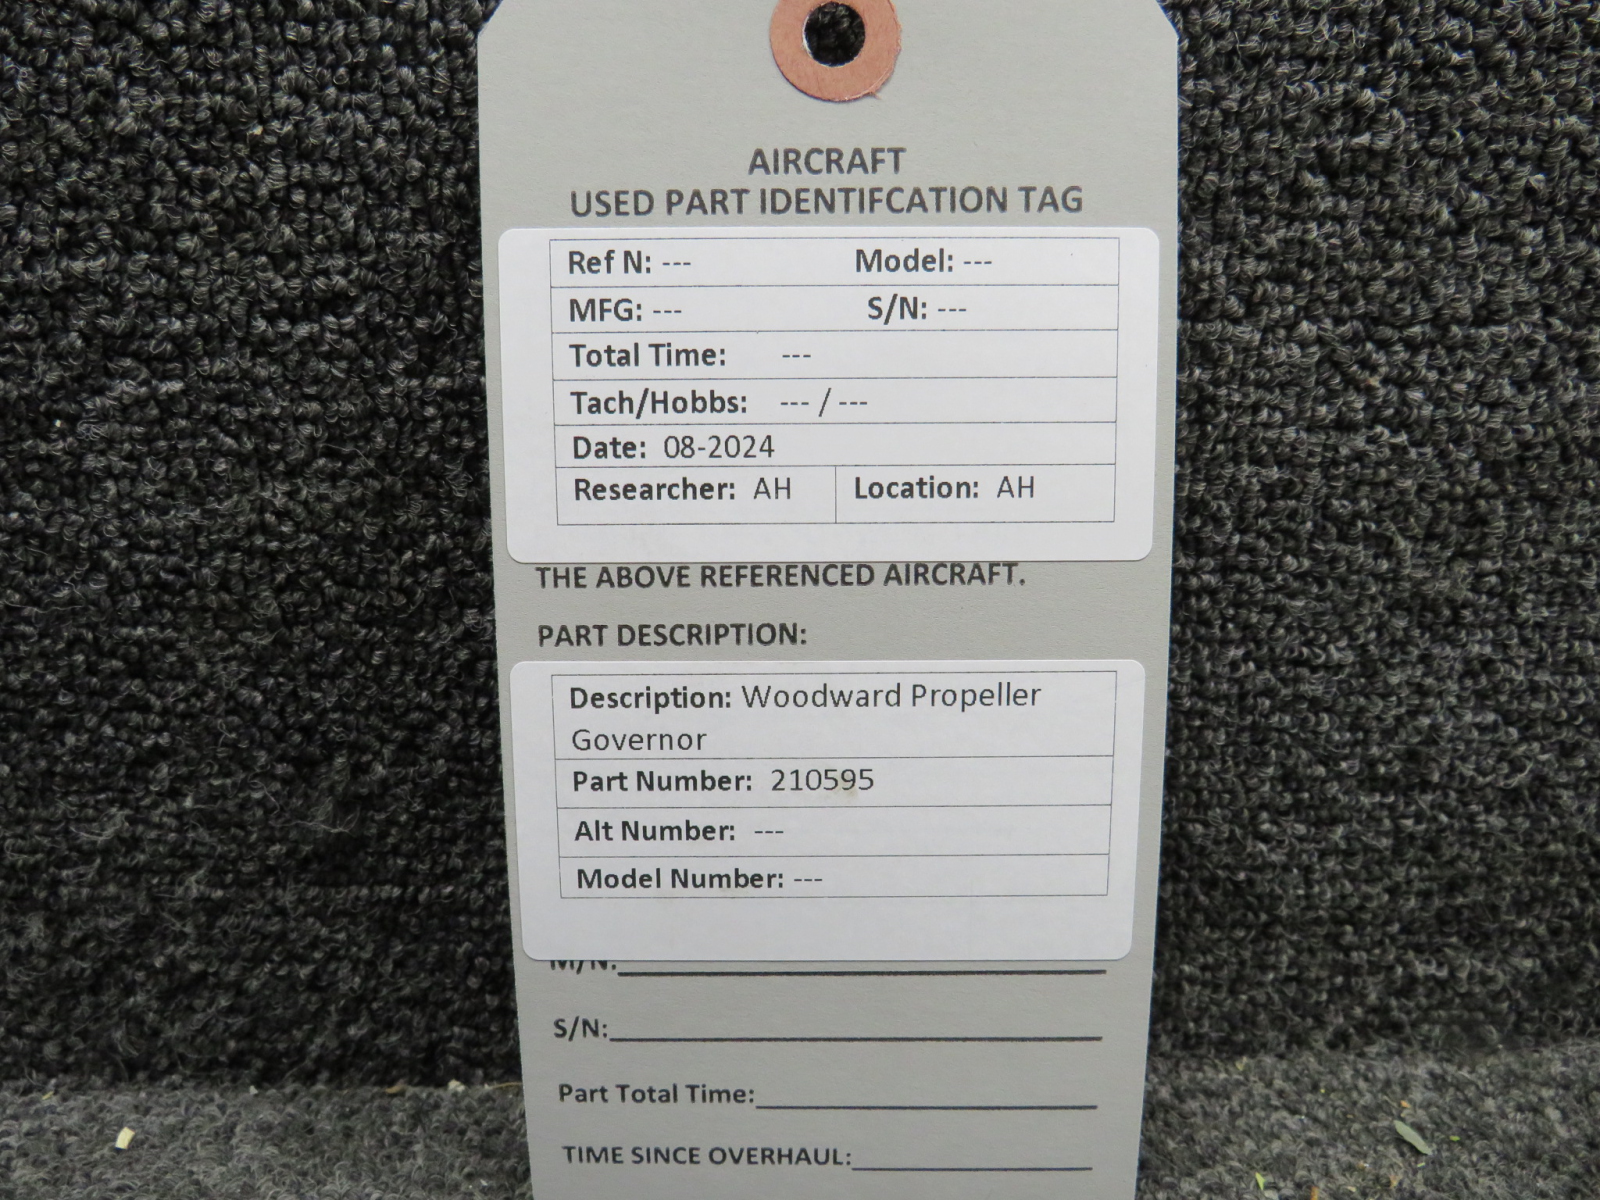 AIRCRAFT
USED PART IDENTIFCATION TAG
Ref N: --- Model: ---
MFG: --- S/N: ---
Total Time: ---
Tach/Hobbs: --- / ---
Date: 08-2024
Researcher: AH Location: AH
THE ABOVE REFERENCED AIRCRAFT.
PART DESCRIPTION:
Description: Woodward Propeller
Governor
Part Number: 210595
Alt Number: ---
Model Number: ---
M/N:
S/N:
Part Total Time:
TIME SINCE OVERHAUL: